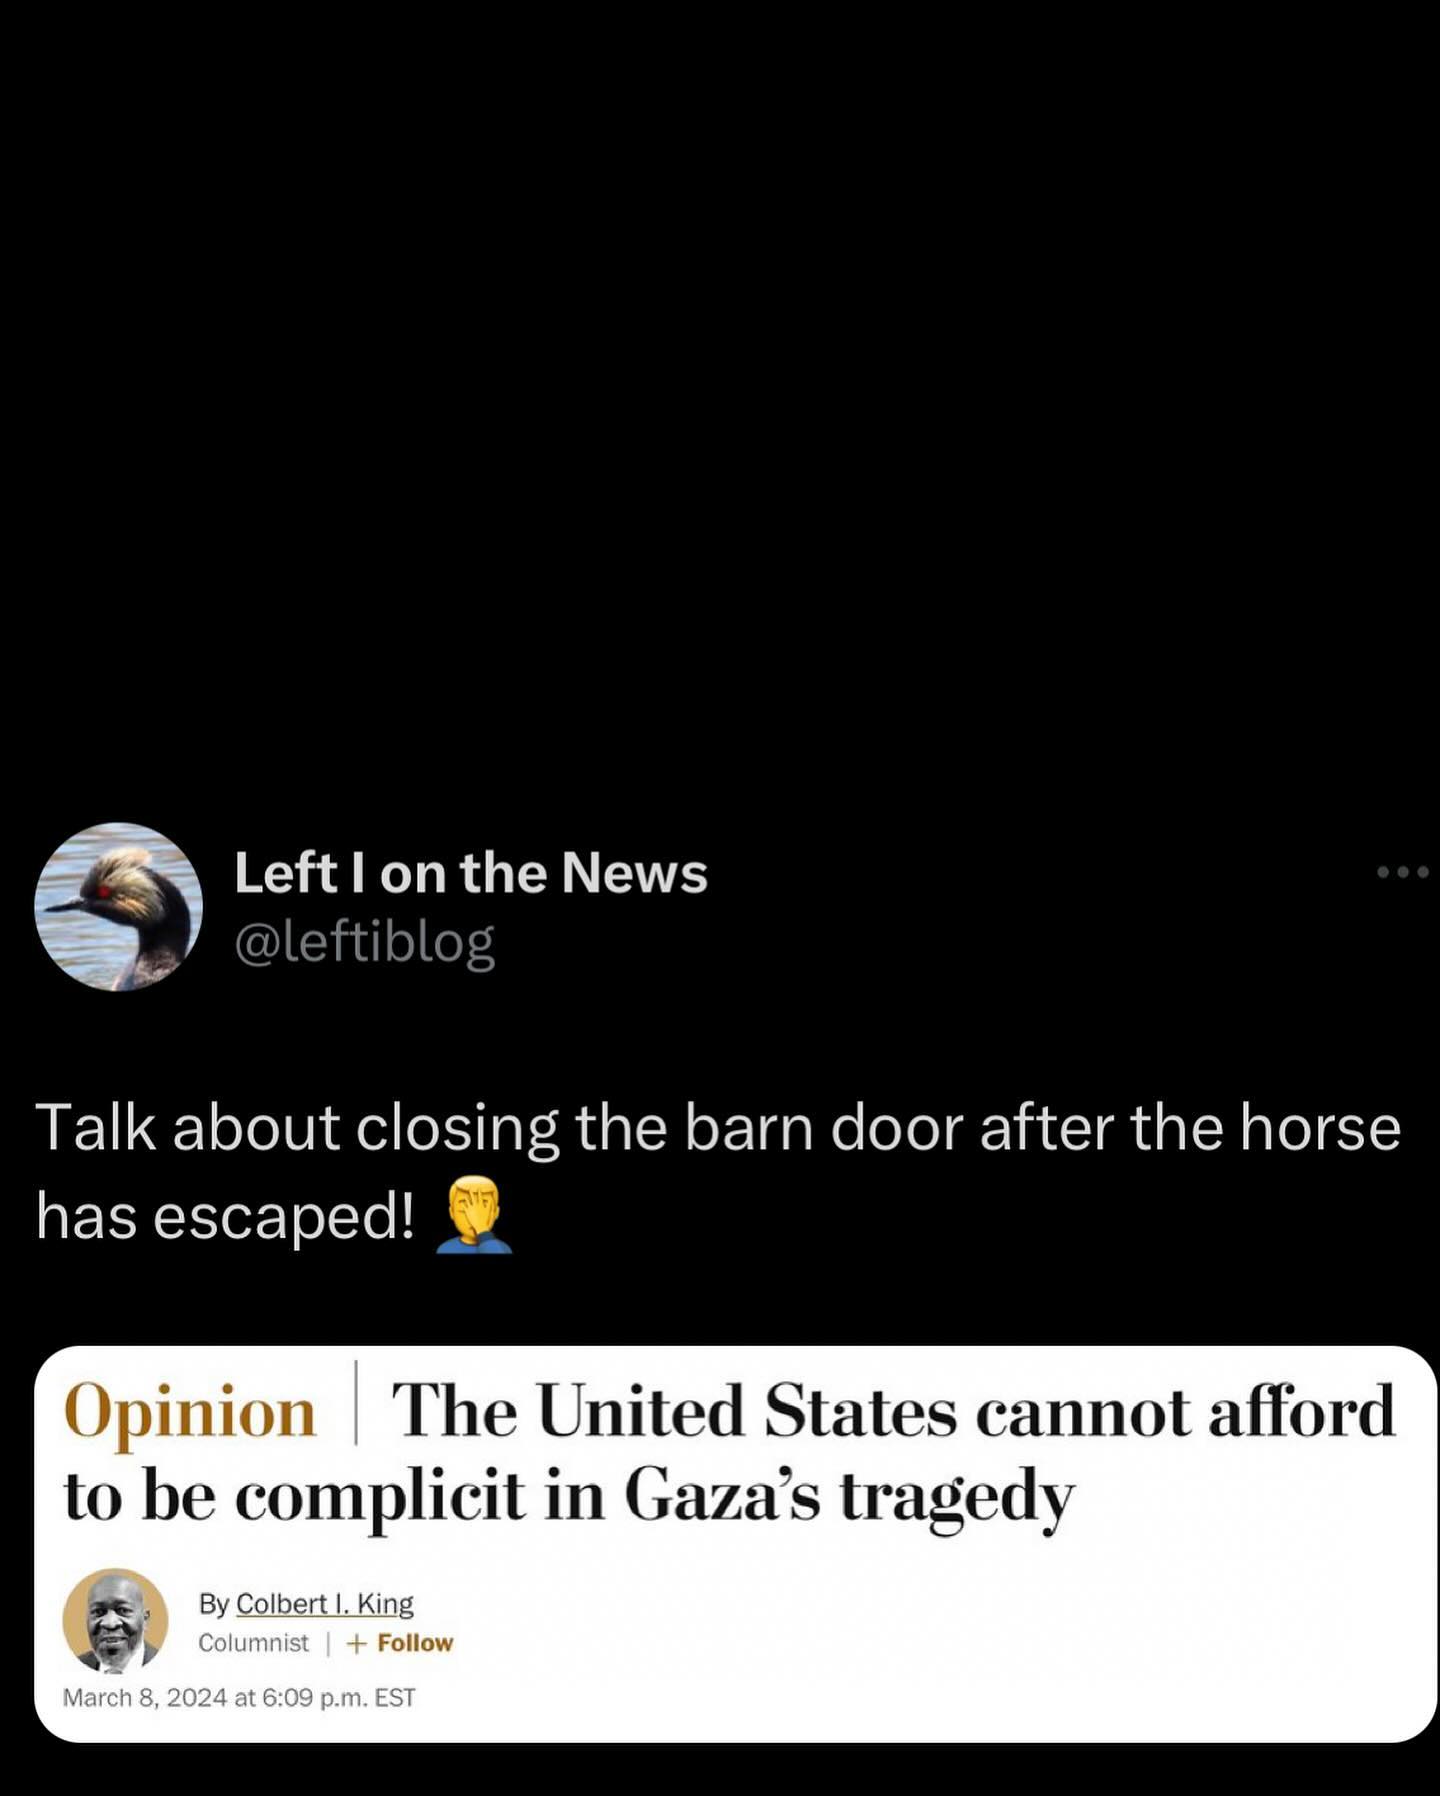 Left I on the News
@leftiblog
Talk about closing the barn door after the horse
has escaped! 🤦‍♂️
Opinion | The United States cannot afford
to be complicit in Gaza’s tragedy
By Colbert I. King
Columnist | + Follow
March 8, 2024 at 6:09 p.m. EST